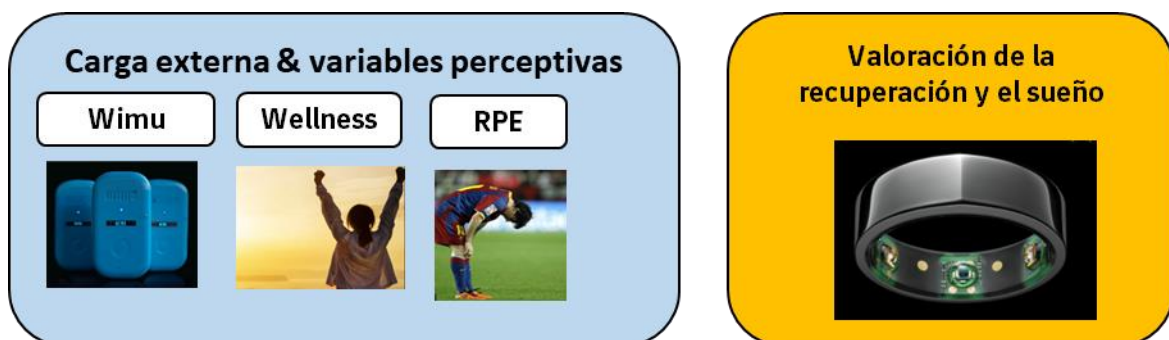 Carga externa & variables perceptivas
Wimu
Wellness
RPE
Valoración de la
recuperación y el sueño